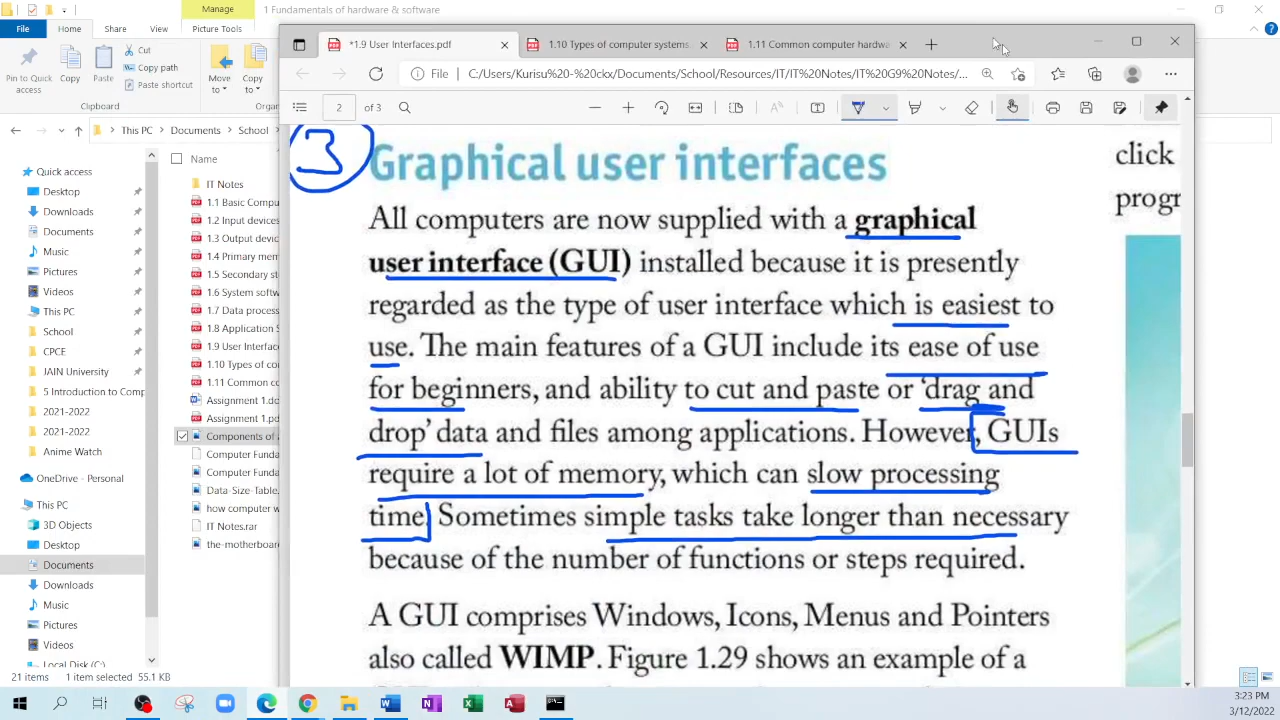 Manage
1 Fundamentals of hardware & software
File
Home
Share
View
Picture Tools
Pin to Quick access
Copy
Paste
Cut
Copy path
Paste shortcut
Move to
Copy to
Clipboard
Organ
This PC
Documents
School
Name
Quick access
Desktop
Downloads
Documents
Music
Pictures
Videos
This PC
School
CPCE
JAIN University
5 Introduction to Comp
2021-2022
2021-2022
Anime Watch
OneDrive - Personal
This PC
3D Objects
Desktop
Documents
Downloads
Music
Pictures
Videos
Local Disk (C:)
IT Notes
1.1 Basic Compu
1.2 Input devices
1.3 Output devic
1.4 Primary mem
1.5 Secondary st
1.6 System softw
1.7 Data process
1.8 Application S
1.9 User Interface
1.10 Types of com
1.11 Common co
Assignment 1.do
Assignment 1.pd
Components of a
Computer Funda
Computer Funda
Data-Size-Table.
how computer w
IT Notes.rar
the-motherboard
21 items
1 item selected 55.1 KB
*1.9 User Interfaces.pdf
1.10 Types of computer systems
1.11 Common computer hardwa
File
C:/Users/Kurisu%20-%20ckx/Documents/School/Resources/IT/IT%20Notes/IT%20G9%20Notes/...
2 of 3
3
Graphical user interfaces
All computers are now supplied with a graphical
user interface (GUI) installed because it is presently
regarded as the type of user interface which is easiest to
use. The main features of a GUI include its ease of use
for beginners, and ability to cut and paste or ‘drag and
drop’ data and files among applications. However, GUIs
require a lot of memory, which can slow processing
time. Sometimes simple tasks take longer than necessary
because of the number of functions or steps required.
A GUI comprises Windows, Icons, Menus and Pointers
also called WIMP. Figure 1.29 shows an example of a
click
progr
3:23 PM
3/12/2022